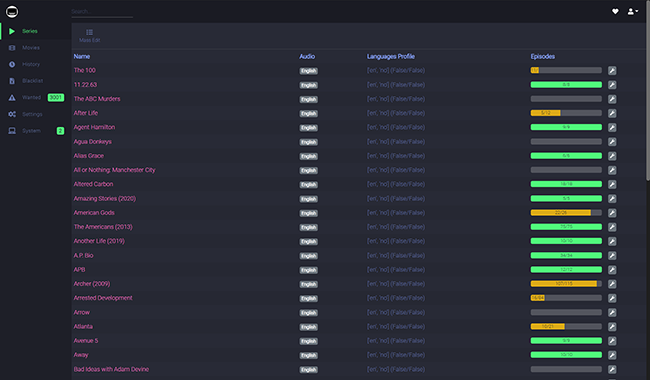 Search
Series
Movies
History
Blacklist
Wanted 3001
Settings
System 2
Mass Edit
Name Audio Languages Profile Episodes
The 100 English ['en', 'no'] (False/False)
11.22.63 English ['en', 'no'] (False/False) 9/9
The ABC Murders English ['en', 'no'] (False/False)
After Life English ['en', 'no'] (False/False) 5/12
Agent Hamilton English ['en', 'no'] (False/False) 9/9
Agua Donkeys English ['en', 'no'] (False/False)
Alias Grace English ['en', 'no'] (False/False) 6/6
All or Nothing: Manchester City English ['en', 'no'] (False/False)
Altered Carbon English ['en', 'no'] (False/False) 18/18
Amazing Stories (2020) English ['en', 'no'] (False/False)
American Gods English ['en', 'no'] (False/False) 22/26
The Americans (2013) English ['en', 'no'] (False/False) 75/75
Another Life (2019) English ['en', 'no'] (False/False) 10/10
A.P. Bio English ['en', 'no'] (False/False) 34/34
APB English ['en', 'no'] (False/False) 12/12
Archer (2009) English ['en', 'no'] (False/False)
Arrested Development English ['en', 'no'] (False/False) 16/84
Arrow English ['en', 'no'] (False/False)
Atlanta English ['en', 'no'] (False/False) 10/21
Avenue 5 English ['en', 'no'] (False/False) 9/9
Away English ['en', 'no'] (False/False) 10/10
Bad Ideas with Adam Devine English ['en', 'no'] (False/False)